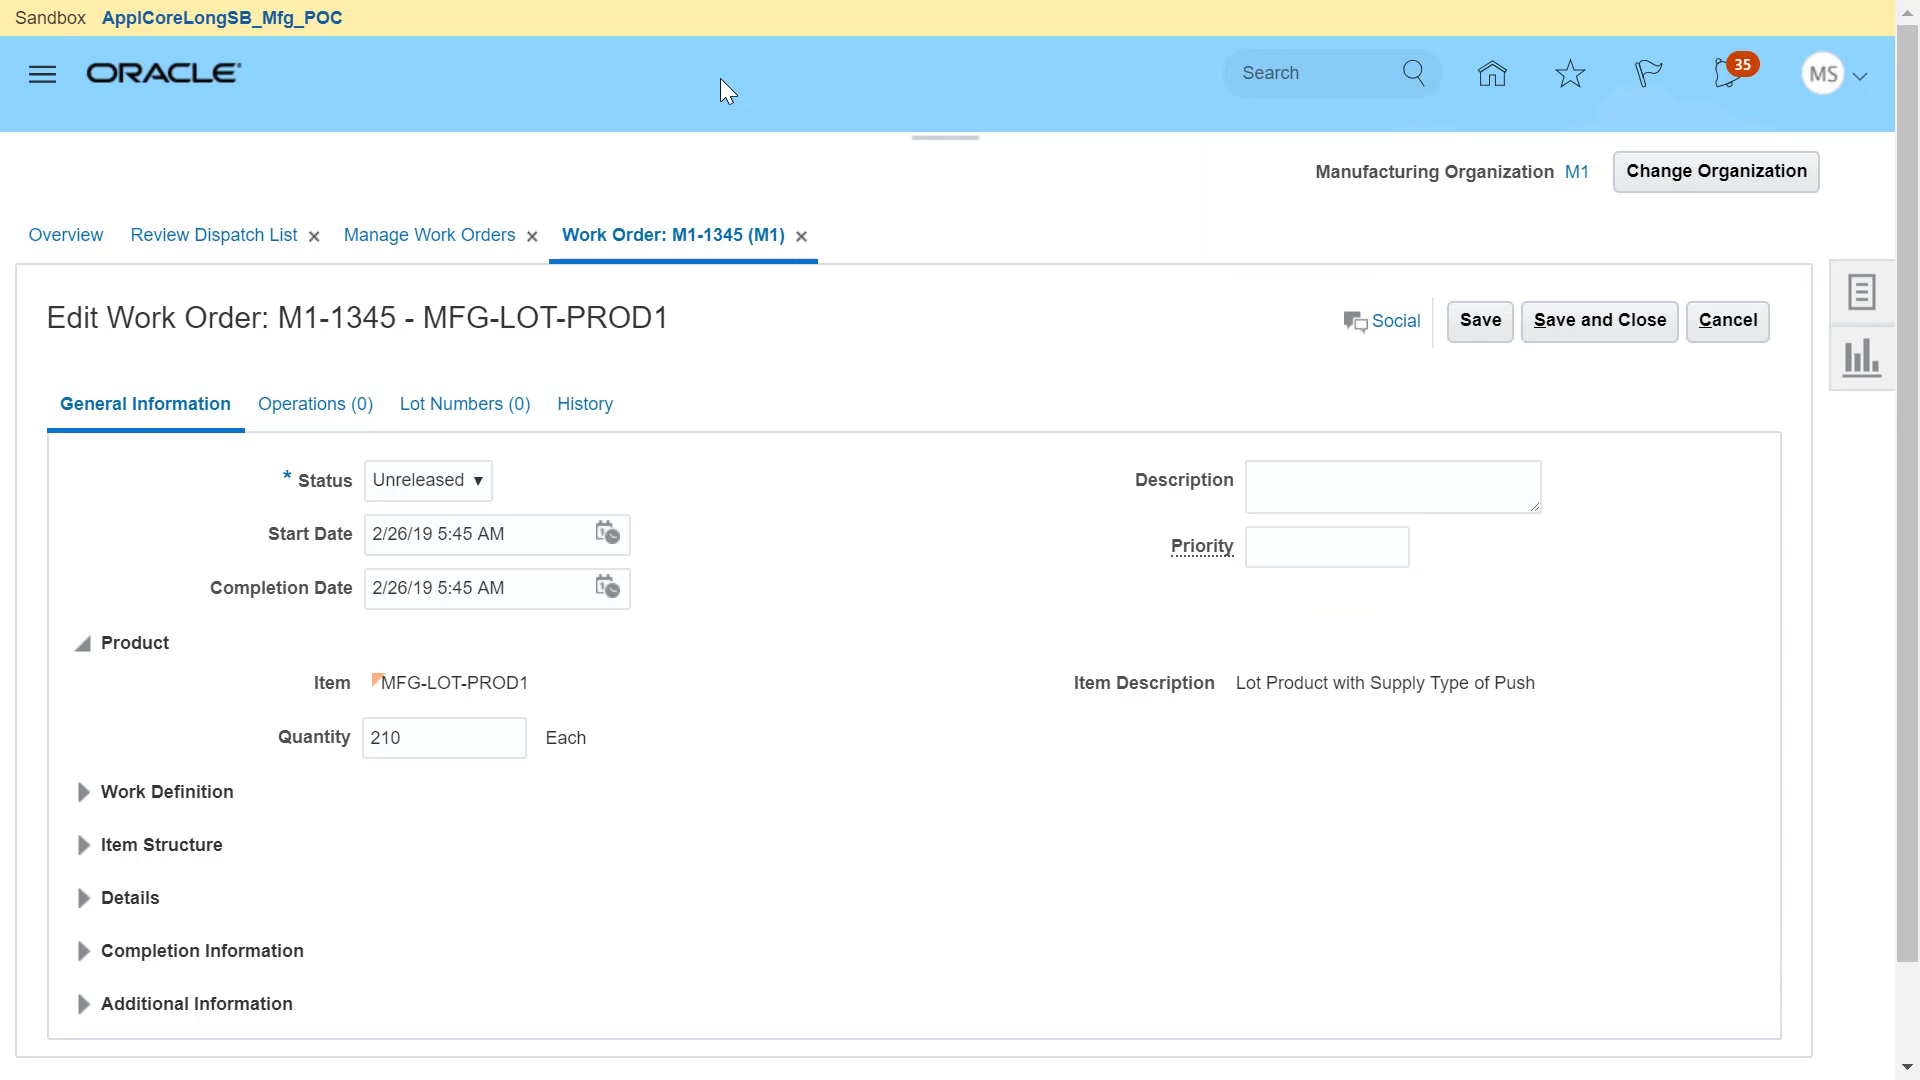 Sandbox ApplCoreLongSB_Mfg_POC
ORACLE
Search
35
MS
Manufacturing Organization M1 Change Organization
Overview Review Dispatch List Manage Work Orders Work Order: M1-1345 (M1)
Edit Work Order: M1-1345 - MFG-LOT-PROD1
Social Save Save and Close Cancel
General Information Operations (0) Lot Numbers (0) History
* Status Unreleased
Description
Start Date 2/26/19 5:45 AM
Priority
Completion Date 2/26/19 5:45 AM
Product
Item MFG-LOT-PROD1
Item Description Lot Product with Supply Type of Push
Quantity 210 Each
Work Definition
Item Structure
Details
Completion Information
Additional Information